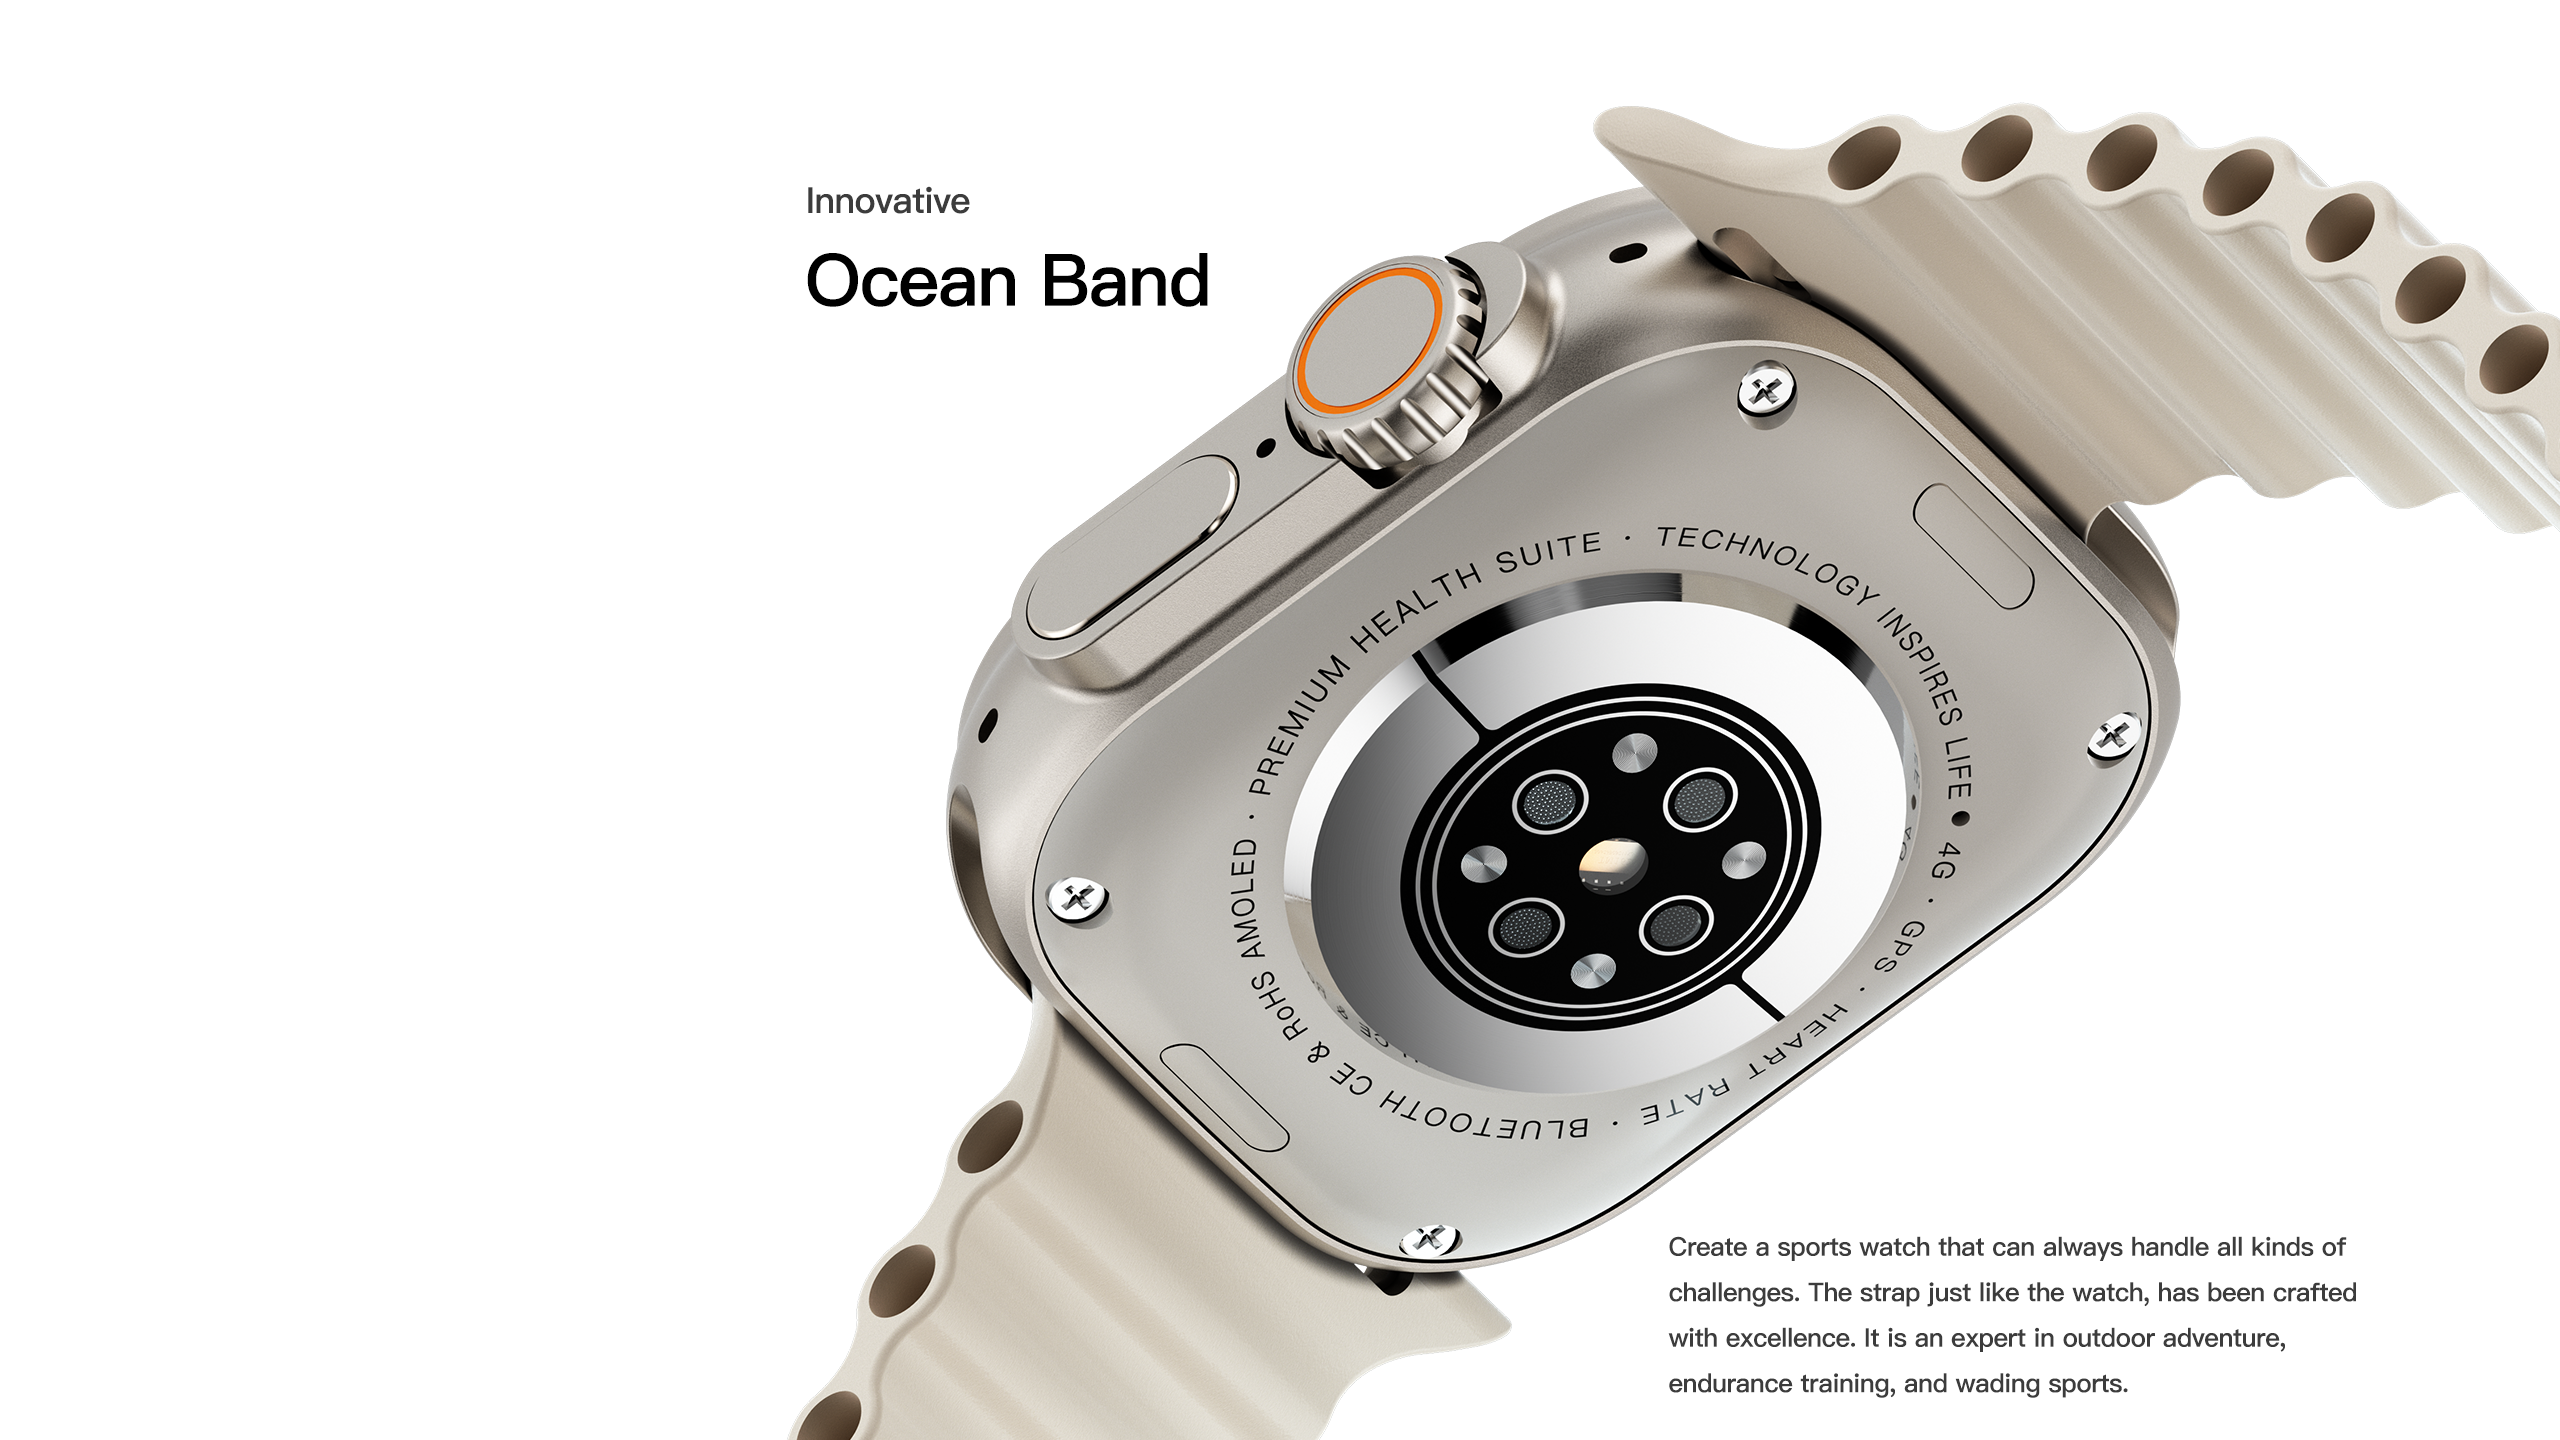 Innovative
Ocean Band
PREMIUM HEALTH SUITE · TECHNOLOGY INSPIRES LIFE ● 4G · GPS · HEART RATE · BLUETOOTH CE & RoHS AMOLED ·
Create a sports watch that can always handle all kinds of
challenges. The strap just like the watch, has been crafted
with excellence. It is an expert in outdoor adventure,
endurance training, and wading sports.